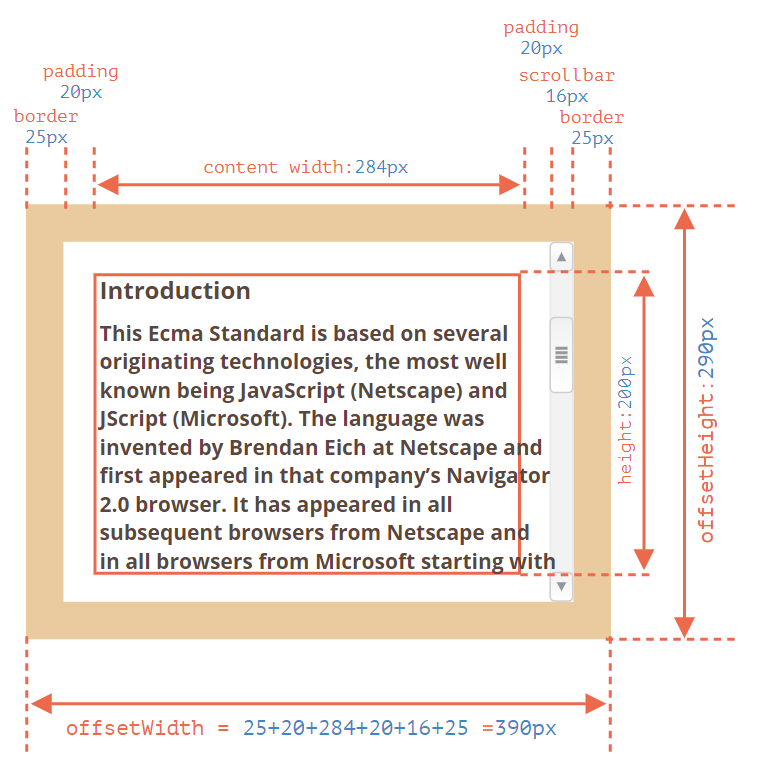 padding
20px
scrollbar
16px
border
25px
padding
20px
border
25px
content width:284px
Introduction
This Ecma Standard is based on several
originating technologies, the most well
known being JavaScript (Netscape) and
JScript (Microsoft). The language was
invented by Brendan Eich at Netscape and
first appeared in that company’s Navigator
2.0 browser. It has appeared in all
subsequent browsers from Netscape and
in all browsers from Microsoft starting with
height:200px
offsetHeight:290px
offsetWidth = 25+20+284+20+16+25 =390px